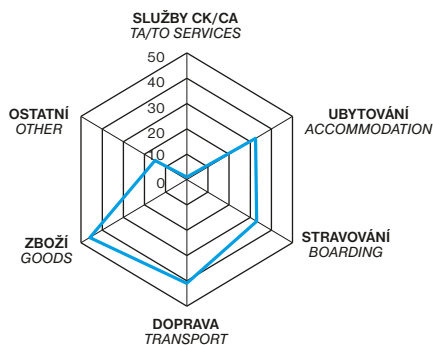 SLUŽBY CK/CA
TA/TO SERVICES
50
40
30
20
10
0
OSTATNÍ
OTHER
UBYTOVÁNÍ
ACCOMMODATION
ZBOŽÍ
GOODS
STRAVOVÁNÍ
BOARDING
DOPRAVA
TRANSPORT